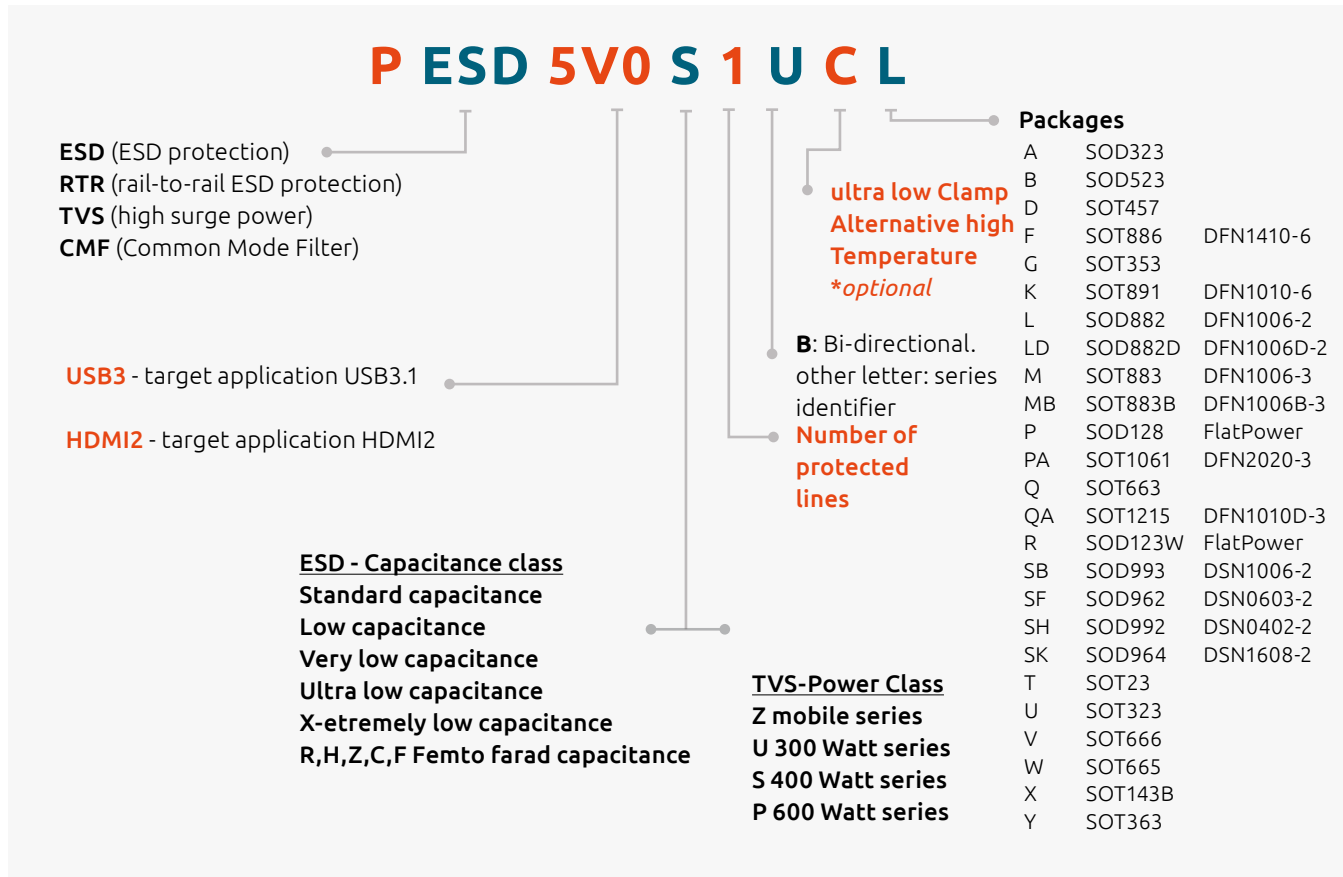 P ESD 5V0 S 1 U C L
ESD (ESD protection)
RTR (rail-to-rail ESD protection)
TVS (high surge power)
CMF (Common Mode Filter)
USB3 - target application USB3.1
HDMI2 - target application HDMI2
ESD - Capacitance class
Standard capacitance
Low capacitance
Very low capacitance
Ultra low capacitance
X-etremely low capacitance
R,H,Z,C,F Femto farad capacitance
TVS-Power Class
Z mobile series
U 300 Watt series
S 400 Watt series
P 600 Watt series
Number of
protected
lines
B: Bi-directional.
other letter: series
identifier
ultra low Clamp
Alternative high
Temperature
*optional
Packages
A SOD323
B SOD523
D SOT457
F SOT886 DFN1410-6
G SOT353
K SOT891 DFN1010-6
L SOD882 DFN1006-2
LD SOD882D DFN1006D-2
M SOT883 DFN1006-3
MB SOT883B DFN1006B-3
P SOD128 FlatPower
PA SOT1061 DFN2020-3
Q SOT663
QA SOT1215 DFN1010D-3
R SOD123W FlatPower
SB SOD993 DSN1006-2
SF SOD962 DSN0603-2
SH SOD992 DSN0402-2
SK SOD964 DSN1608-2
T SOT23
U SOT323
V SOT666
W SOT665
X SOT143B
Y SOT363